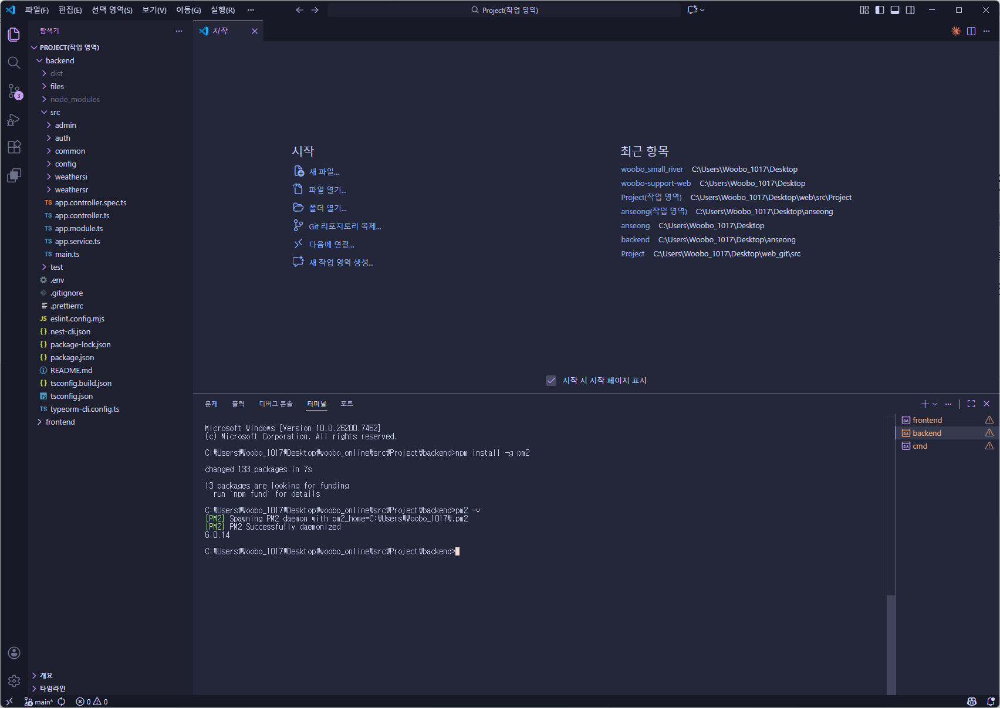 파일(F) 편집(E) 선택 영역(S) 보기(V) 이동(G) 실행(R) ··· Project(작업 영역)
탐색기
시작
PROJECT(작업 영역)
backend
dist
files
3
node_modules
src
admin
auth
common
config
weathersi
weathersr
TS app.controller.spec.ts
TS app.controller.ts
TS app.module.ts
TS app.service.ts
TS main.ts
test
.env
.gitignore
.prettierrc
JS eslint.config.mjs
{} nest-cli.json
{} package-lock.json
{} package.json
README.md
{} tsconfig.build.json
TS tsconfig.json
TS typeorm-cli.config.ts
frontend
개요
타임라인
시작
새 파일...
파일 열기...
폴더 열기...
Git 리포지토리 복제...
다음에 연결...
새 작업 영역 생성...
최근 항목
woobo_small_river C:\Users\Woobo_1017\Desktop
woobo-support-web C:\Users\Woobo_1017\Desktop
Project(작업 영역) C:\Users\Woobo_1017\Desktop\web\src\Project
anseong(작업 영역) C:\Users\Woobo_1017\Desktop\anseong
anseong C:\Users\Woobo_1017\Desktop
backend C:\Users\Woobo_1017\Desktop\anseong
Project C:\Users\Woobo_1017\Desktop\web_git\src
시작 시 시작 페이지 표시
문제 출력 디버그 콘솔 터미널 포트
Microsoft Windows [Version 10.0.26200.7462]
(c) Microsoft Corporation. All rights reserved.
C:₩Users₩Woobo_1017₩Desktop₩woobo_online₩src₩Project₩backend>npm install -g pm2
changed 133 packages in 7s
13 packages are looking for funding
run `npm fund` for details
C:₩Users₩Woobo_1017₩Desktop₩woobo_online₩src₩Project₩backend>pm2 -v
[PM2] Spawning PM2 daemon with pm2_home=C:₩Users₩Woobo_1017₩.pm2
[PM2] PM2 Successfully daemonized
6.0.14
C:₩Users₩Woobo_1017₩Desktop₩woobo_online₩src₩Project₩backend>
frontend
backend
cmd
main* 0 0